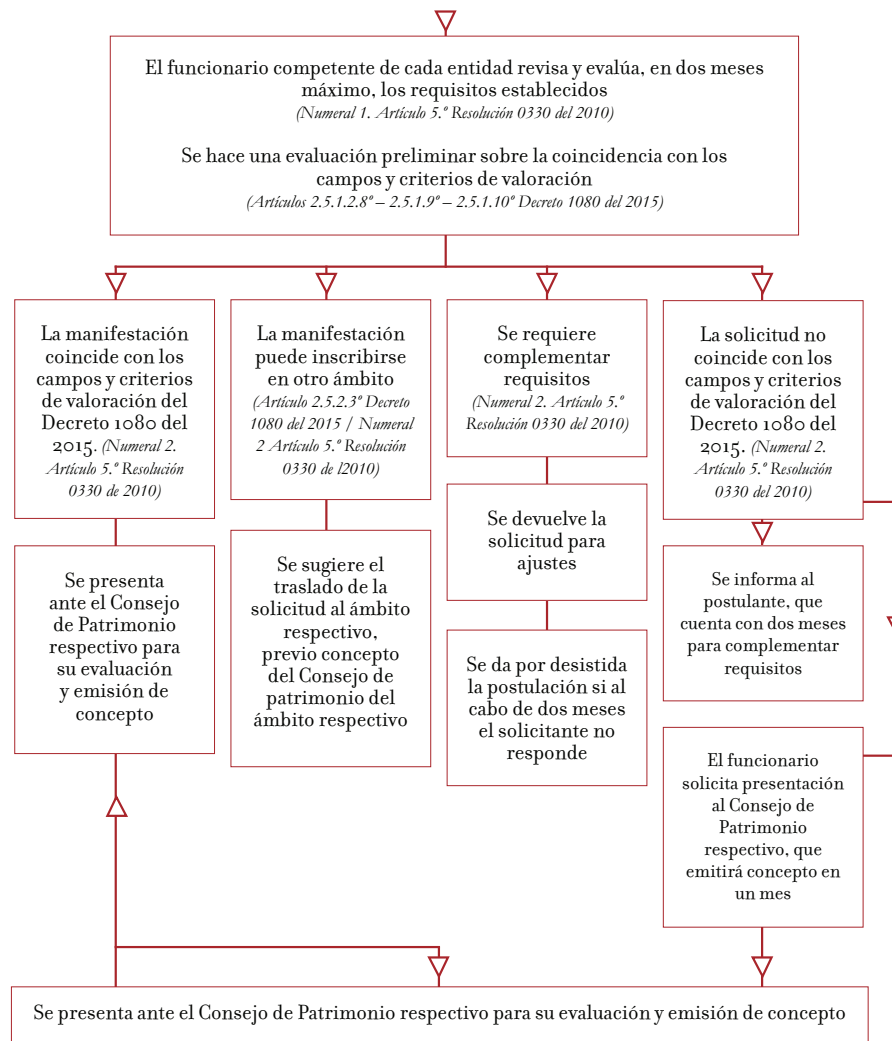 El funcionario competente de cada entidad revisa y evalúa, en dos meses
máximo, los requisitos establecidos
(Numeral 1. Artículo 5.º Resolución 0330 del 2010)
Se hace una evaluación preliminar sobre la coincidencia con los
campos y criterios de valoración
(Artículos 2.5.1.2.8º – 2.5.1.9º – 2.5.1.10º Decreto 1080 del 2015)
La manifestación
coincide con los
campos y criterios
de valoración del
Decreto 1080 del
2015. (Numeral 2.
Artículo 5.º Resolución
0330 de 2010)
Se presenta
ante el Consejo
de Patrimonio
respectivo para
su evaluación
y emisión de
concepto
La manifestación
puede inscribirse
en otro ámbito
(Artículo 2.5.2.3º Decreto
1080 del 2015 / Numeral
2 Artículo 5.º Resolución
0330 de l2010)
Se sugiere el
traslado de la
solicitud al ámbito
respectivo,
previo concepto
del Consejo de
patrimonio del
ámbito respectivo
Se requiere
complementar
requisitos
(Numeral 2. Artículo 5.º
Resolución 0330 del 2010)
Se devuelve la
solicitud para
ajustes
Se da por desistida
la postulación si al
cabo de dos meses
el solicitante no
responde
La solicitud no
coincide con los
campos y criterios
de valoración del
Decreto 1080 del
2015. (Numeral 2.
Artículo 5.º Resolución
0330 del 2010)
Se informa al
postulante, que
cuenta con dos meses
para complementar
requisitos
El funcionario
solicita presentación
al Consejo de
Patrimonio
respectivo, que
emitirá concepto en
un mes
Se presenta ante el Consejo de Patrimonio respectivo para su evaluación y emisión de concepto